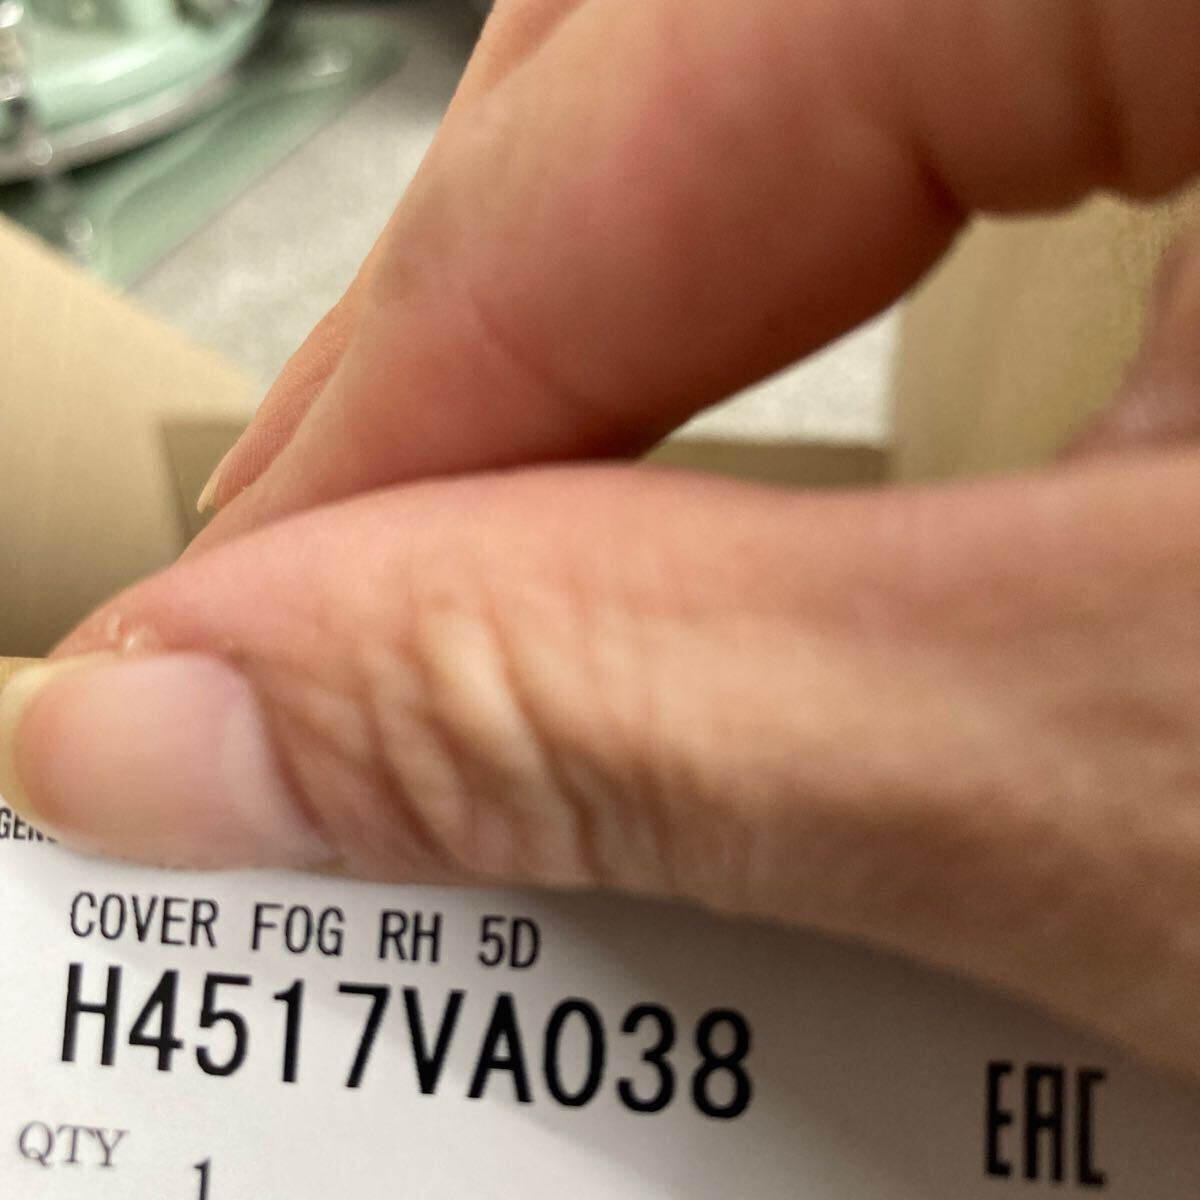 COVER FOG RH 5D
H4517VA038
EAC
QTY
1